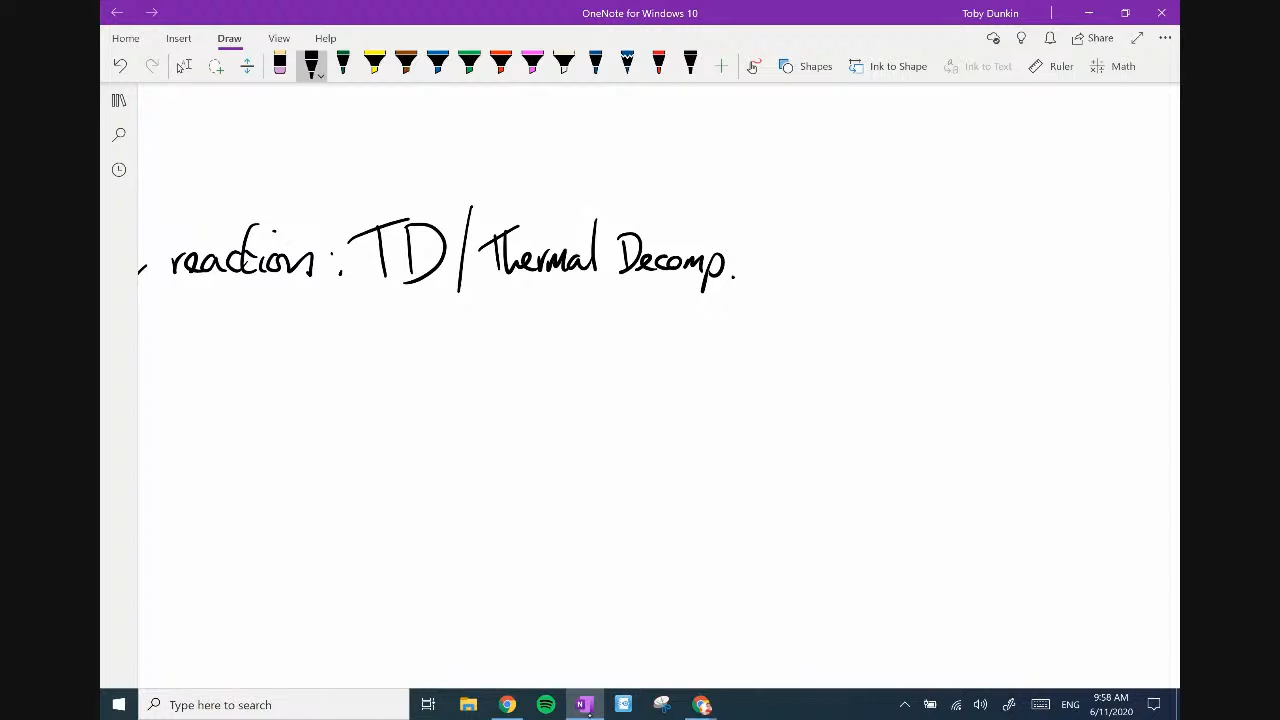 OneNote for Windows 10
Toby Dunkin
Home Insert Draw View Help
Share
Shapes Ink to Shape Ink to Text Ruler Math
reactions: TD/Thermal Decomp.
Type here to search
ENG
9:58 AM
6/11/2020